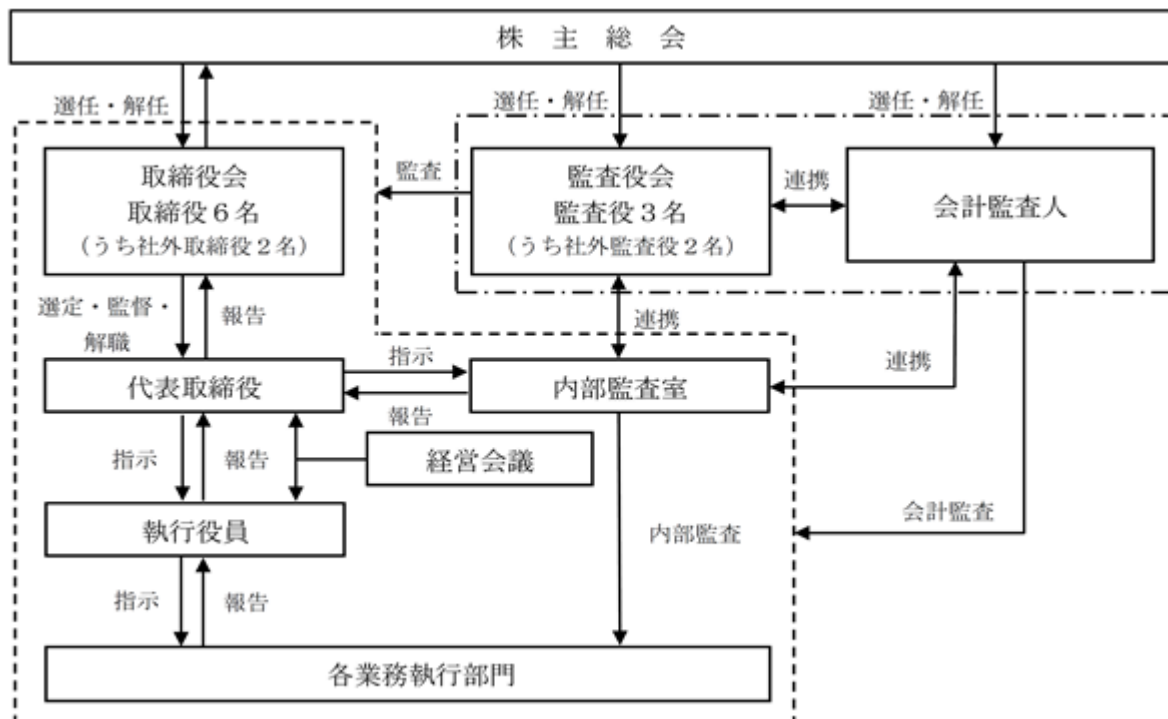 株 主 総 会
選任・解任
選任・解任
選任・解任
取締役会
取締役6名
（うち社外取締役2名）
監査
監査役会
監査役3名
（うち社外監査役2名）
連携
会計監査人
選定・監督・
解職
報告
連携
代表取締役
指示
報告
内部監査室
連携
指示
報告
経営会議
執行役員
内部監査
会計監査
指示
報告
各業務執行部門